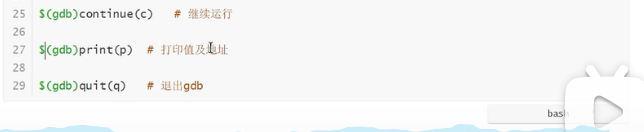 25 $(gdb)continue(c) # 继续运行
26
27 $(gdb)print(p) # 打印值及地址
28
29 $(gdb)quit(q) # 退出gdb
bash